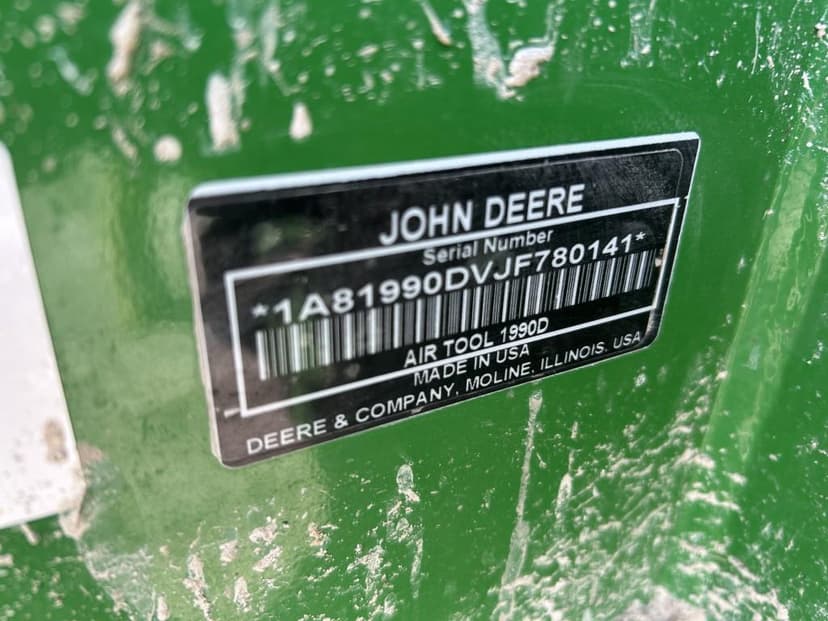 JOHN DEERE
Serial Number
*1A81990DVJF780141*
AIR TOOL 1990D
MADE IN USA
DEERE & COMPANY, MOLINE, ILLINOIS, USA